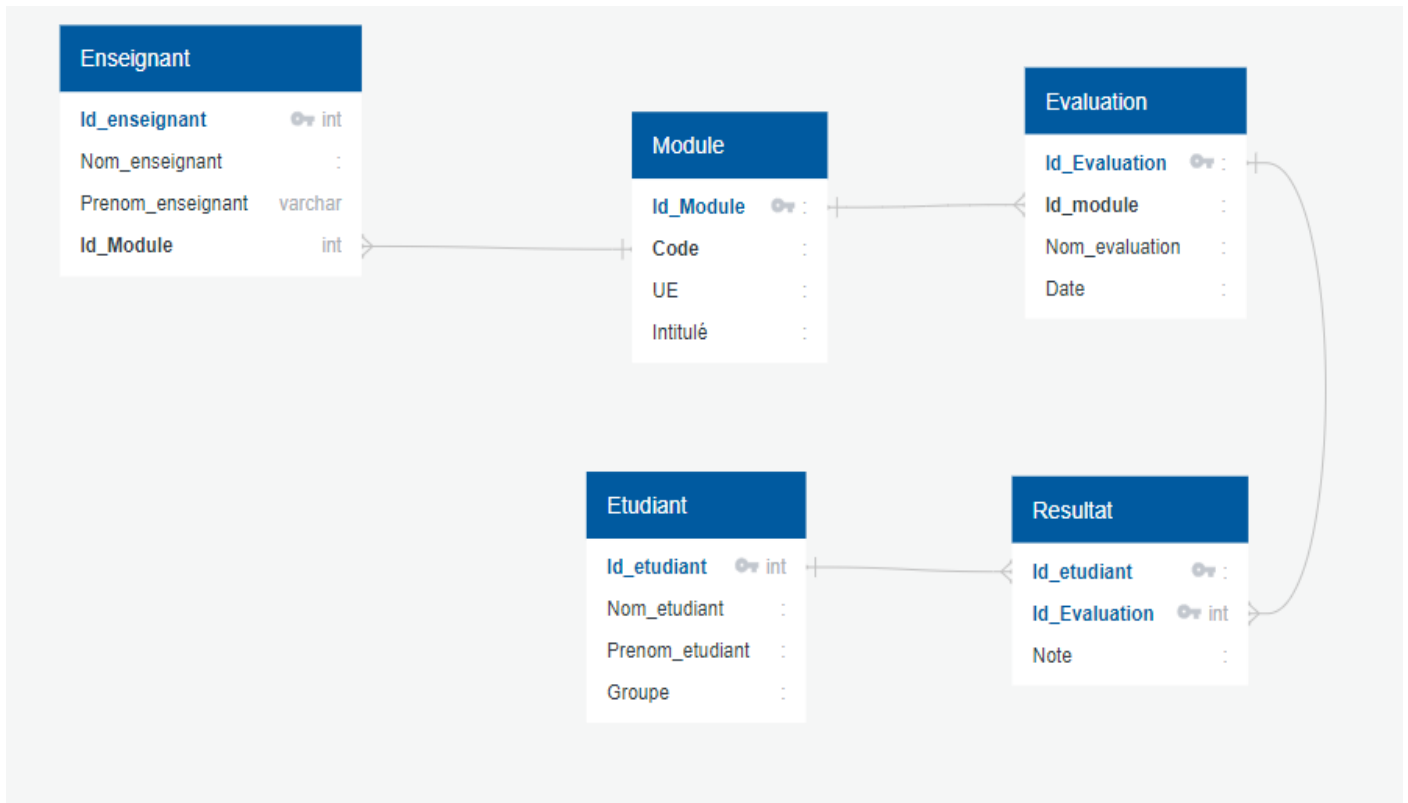 Enseignant
Id_enseignant int
Nom_enseignant :
Prenom_enseignant varchar
Id_Module int
Module
Id_Module :
Code :
UE :
Intitulé :
Evaluation
Id_Evaluation :
Id_module :
Nom_evaluation :
Date :
Etudiant
Id_etudiant int
Nom_etudiant :
Prenom_etudiant :
Groupe :
Resultat
Id_etudiant :
Id_Evaluation int
Note :